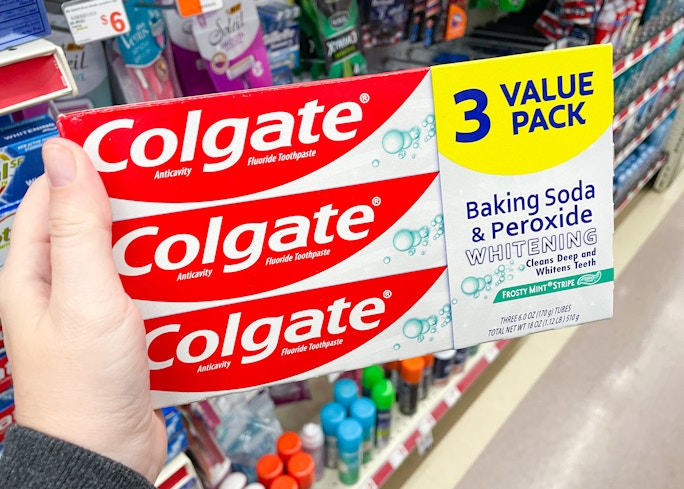 $6
Soleil
Colgate®
Anticavity Fluoride Toothpaste
Colgate®
Anticavity Fluoride Toothpaste
Colgate®
Anticavity Fluoride Toothpaste
3 VALUE PACK
Baking Soda
& Peroxide
WHITENING
Cleans Deep and
Whitens Teeth
FROSTY MINT® STRIPE
THREE 6.0 OZ (170 g) TUBES
TOTAL NET WT 18 OZ (1.12 LB) 510 g